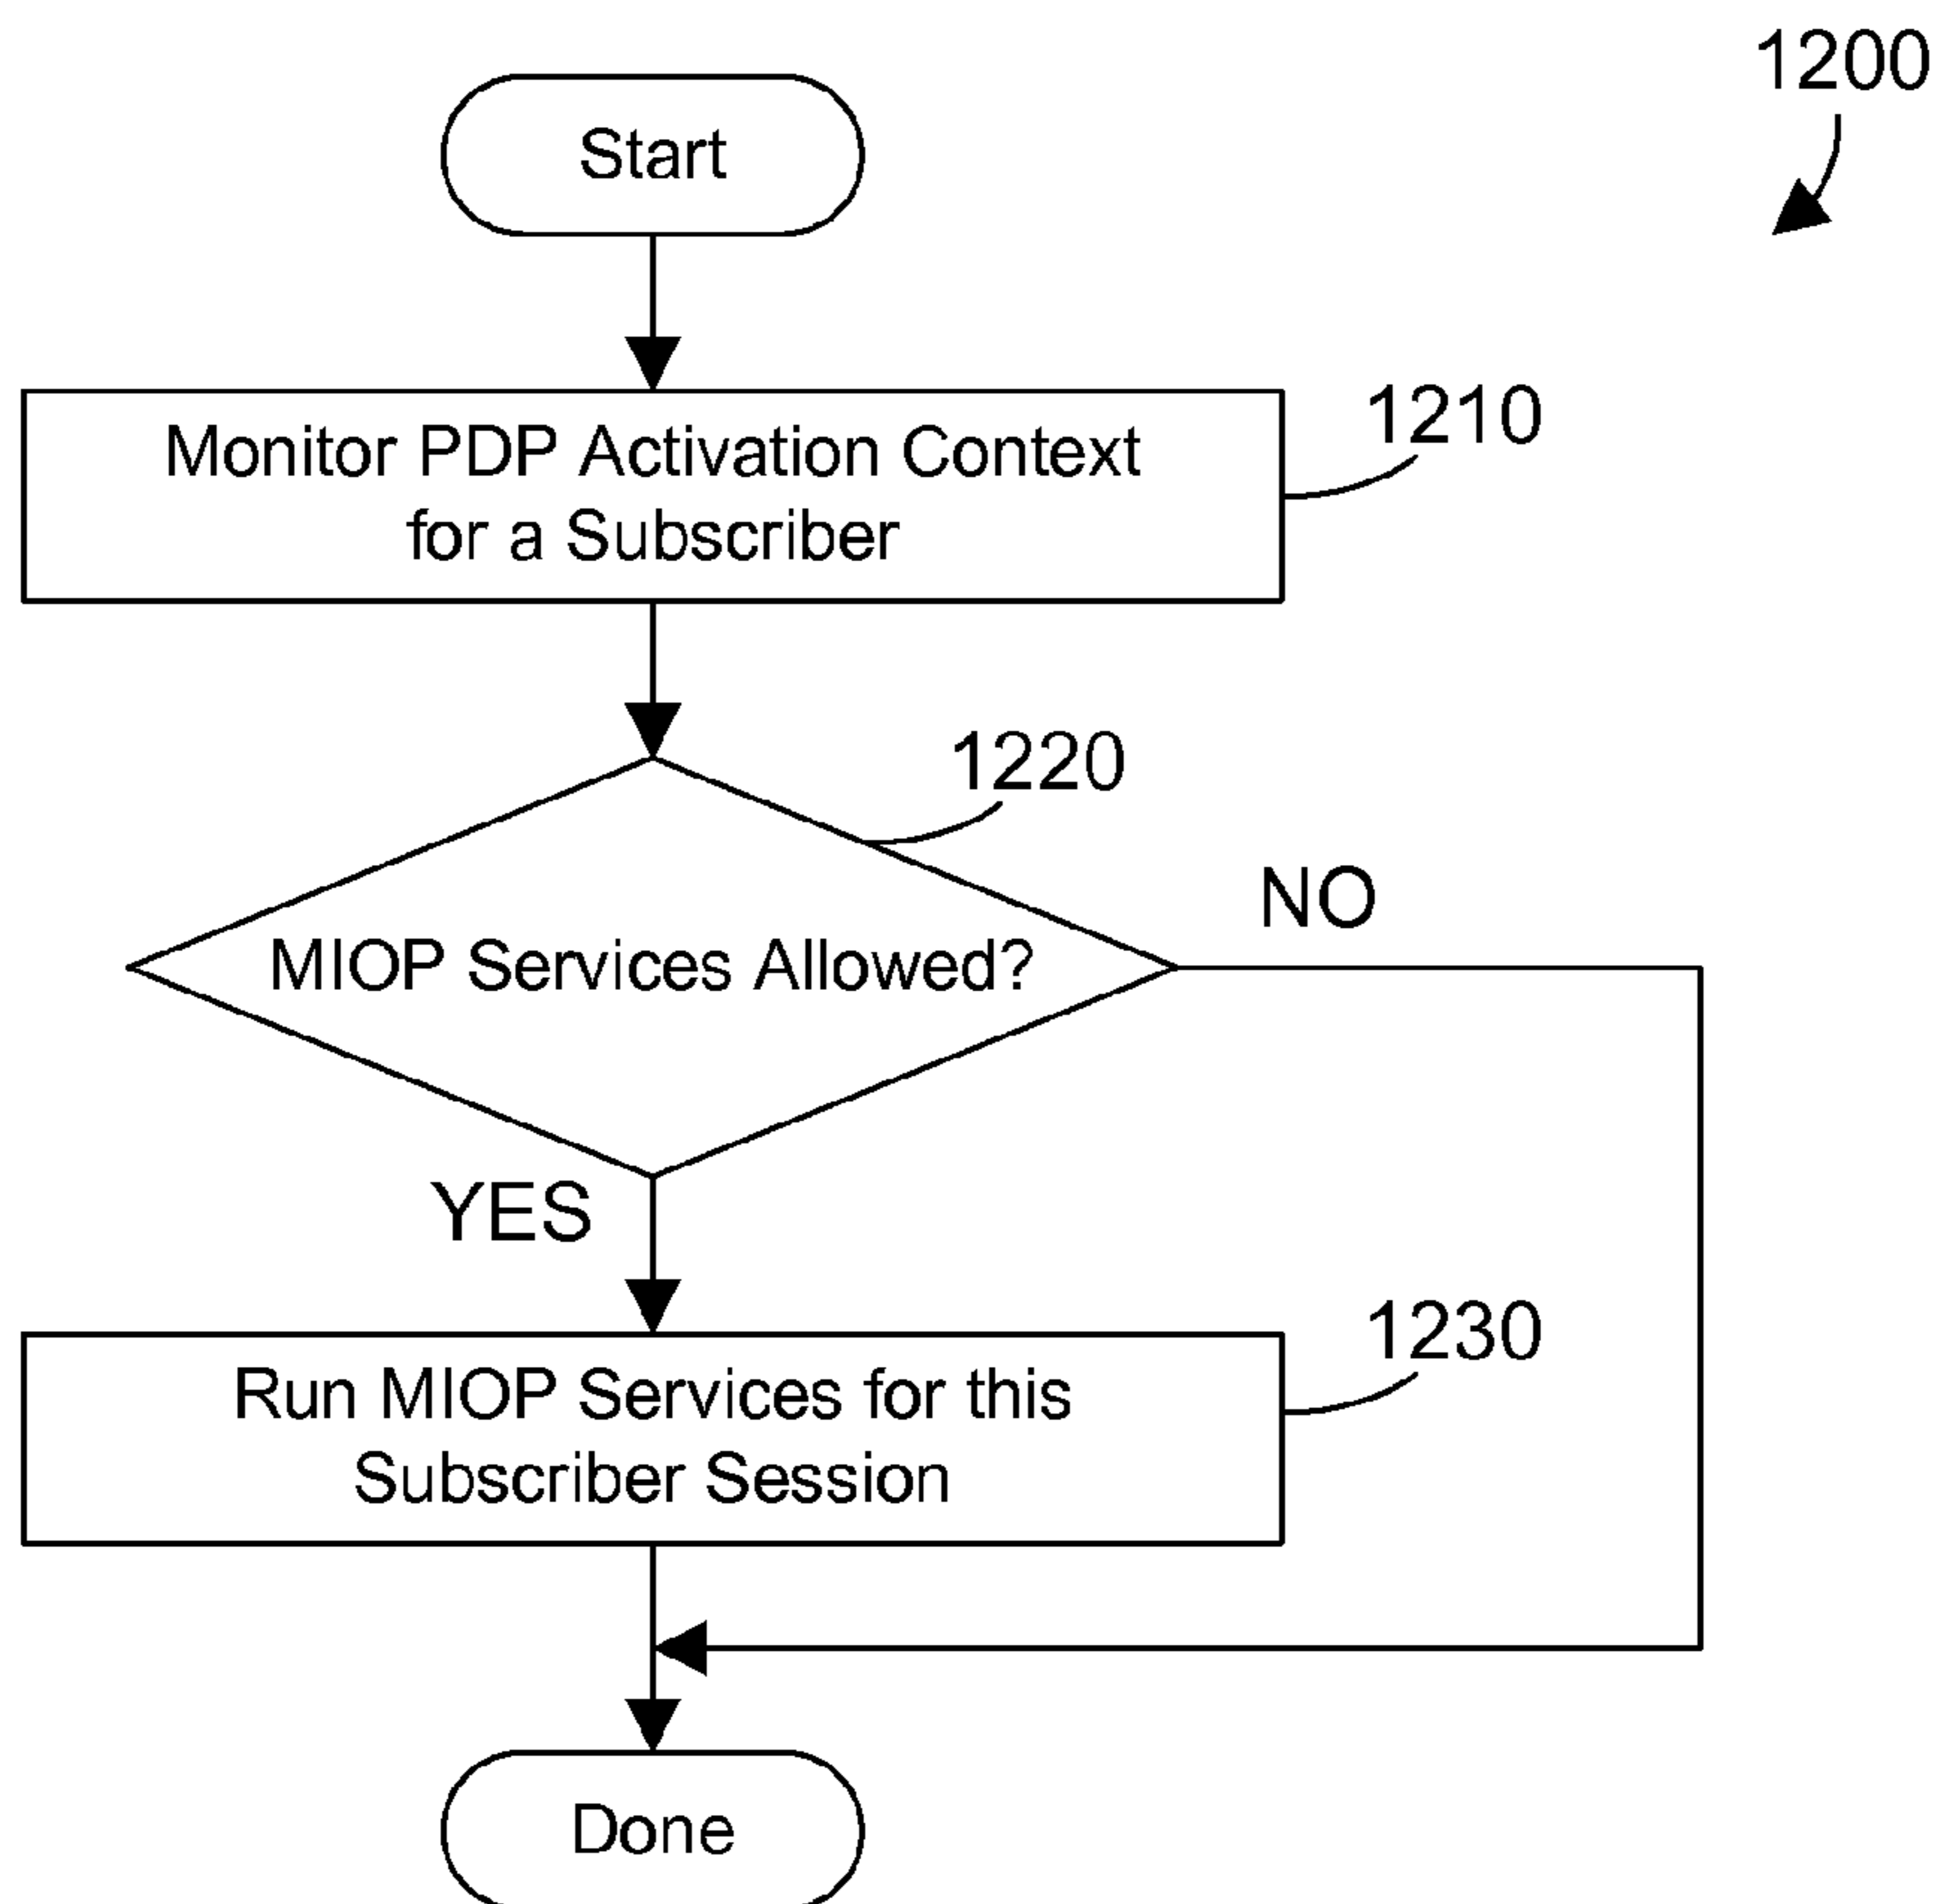 1200
Start
Monitor PDP Activation Context
for a Subscriber
1210
1220
MIOP Services Allowed?
NO
YES
Run MIOP Services for this
Subscriber Session
1230
Done